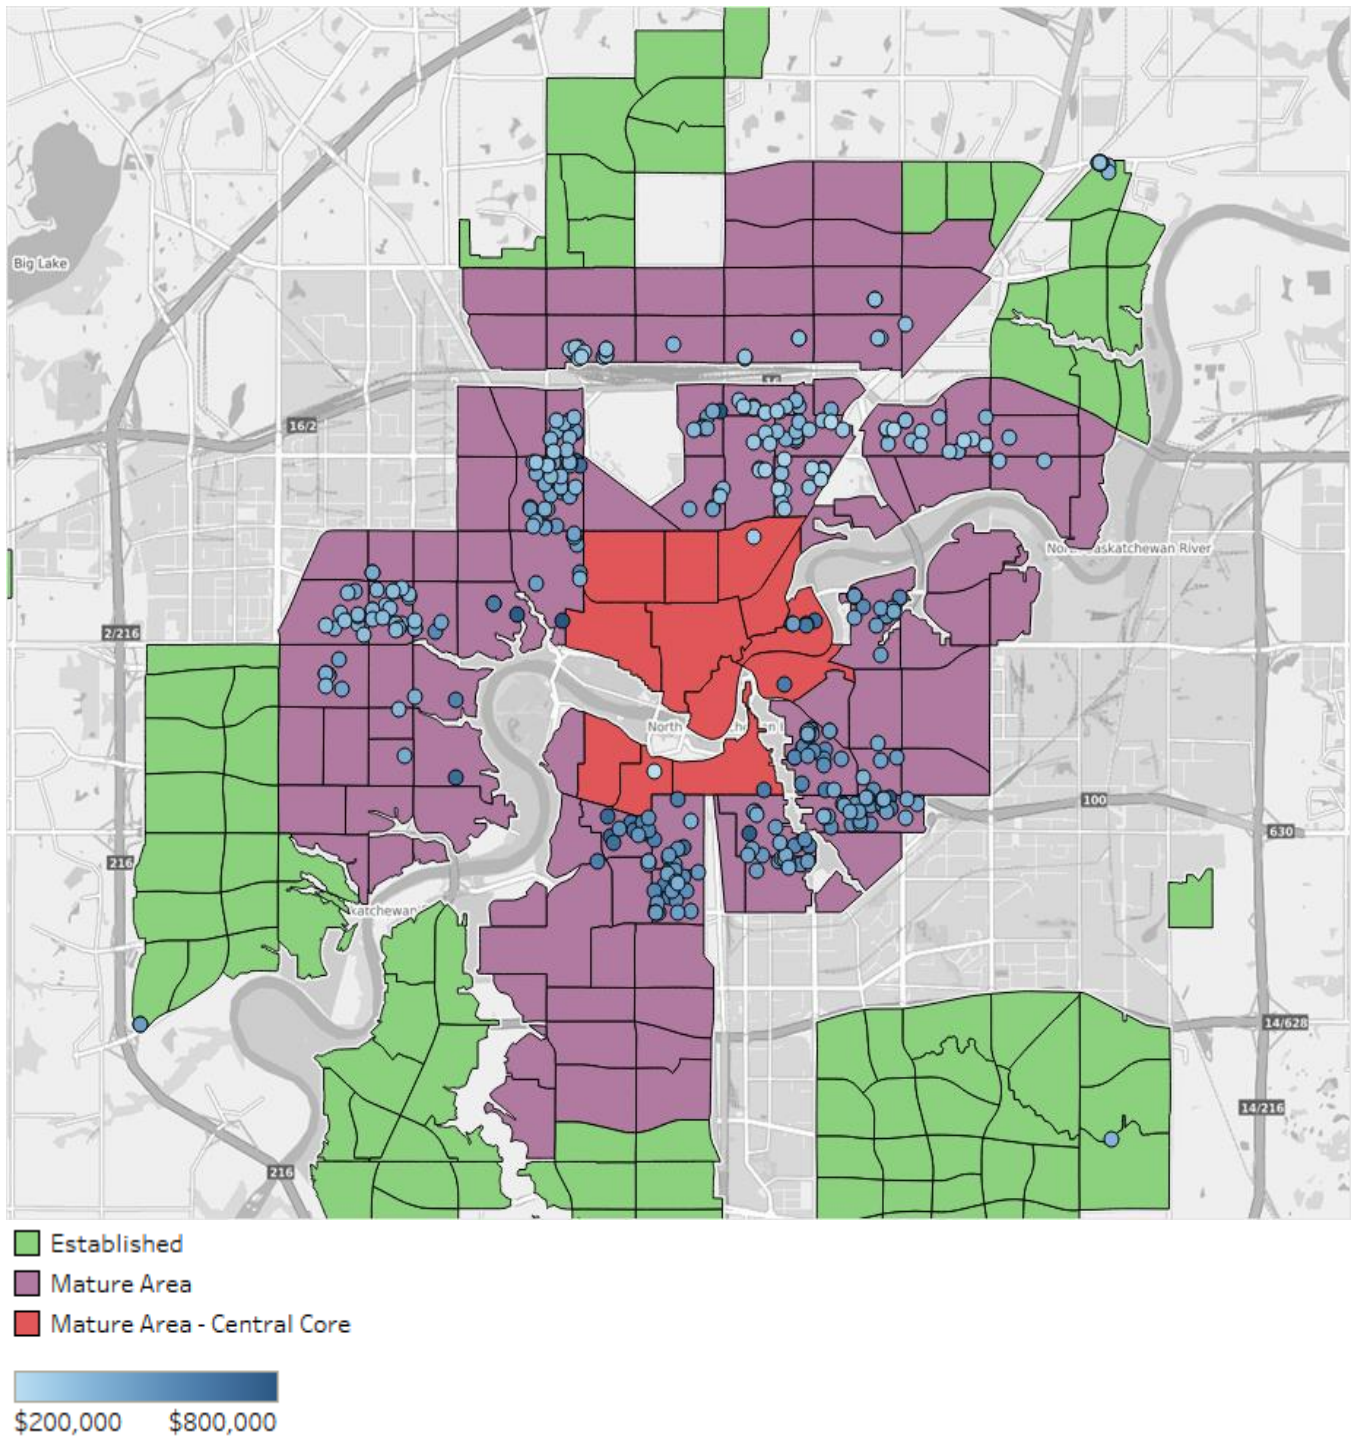 Big Lake
16/2
North Saskatchewan River
2/216
North
100
630
216
katchewan
14/628
14/216
216
Established
Mature Area
Mature Area - Central Core
$200,000
$800,000